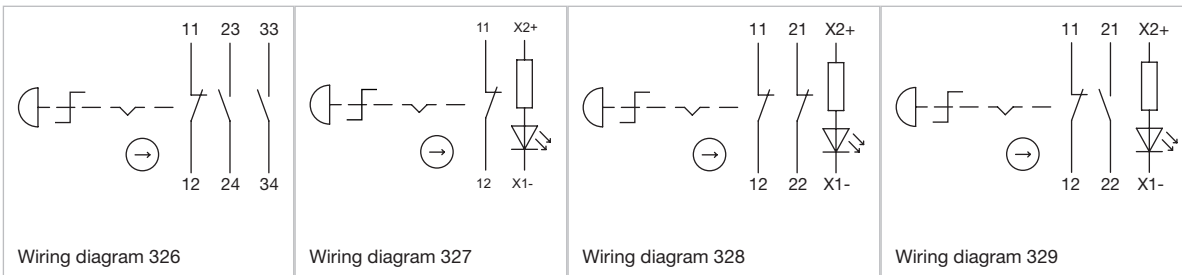 11 23 33
12 24 34
Wiring diagram 326
11 X2+
12 X1-
Wiring diagram 327
11 21 X2+
12 22 X1-
Wiring diagram 328
11 21 X2+
12 22 X1-
Wiring diagram 329